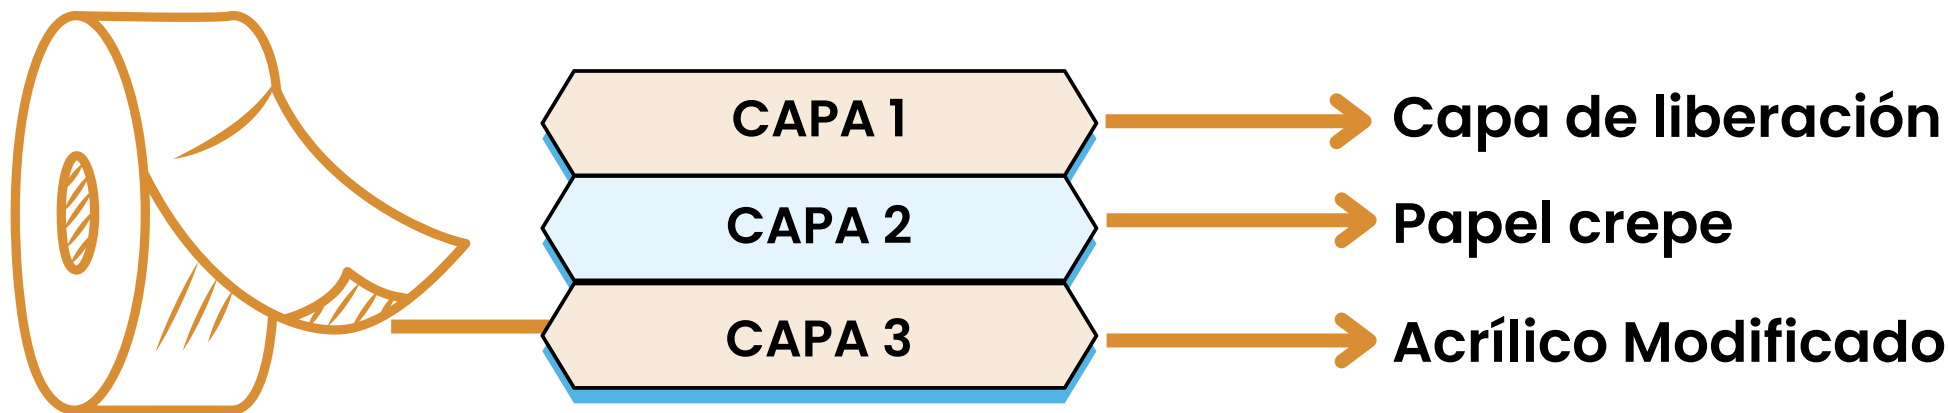 CAPA 1
Capa de liberación
CAPA 2
Papel crepe
CAPA 3
Acrílico Modificado